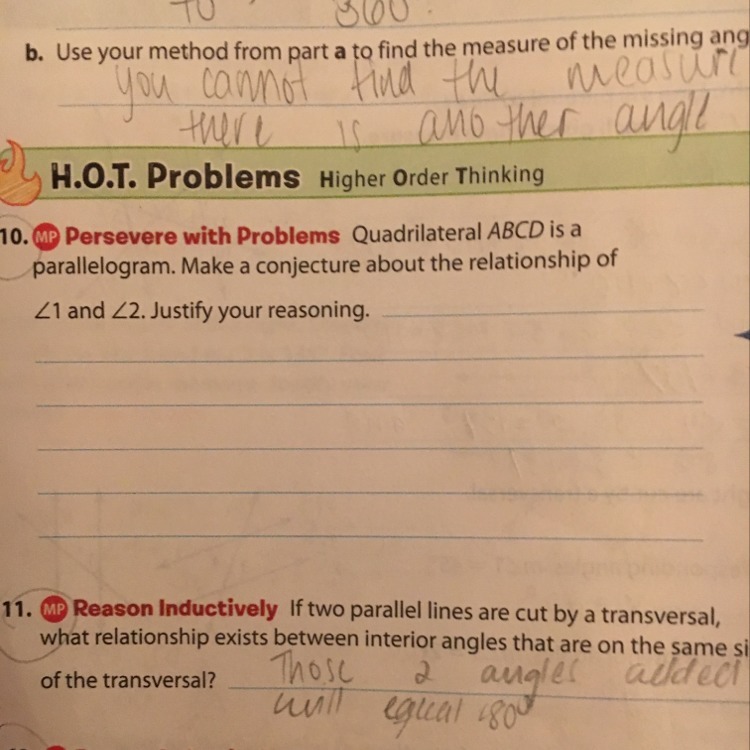 to 360.
b. Use your method from part a to find the measure of the missing ang
you cannot find the measure
there is another angle
H.O.T. Problems Higher Order Thinking
10. MP Persevere with Problems Quadrilateral ABCD is a
parallelogram. Make a conjecture about the relationship of
∠1 and ∠2. Justify your reasoning.
11. MP Reason Inductively If two parallel lines are cut by a transversal,
what relationship exists between interior angles that are on the same si
of the transversal? Those 2 angles added
will equal 180°